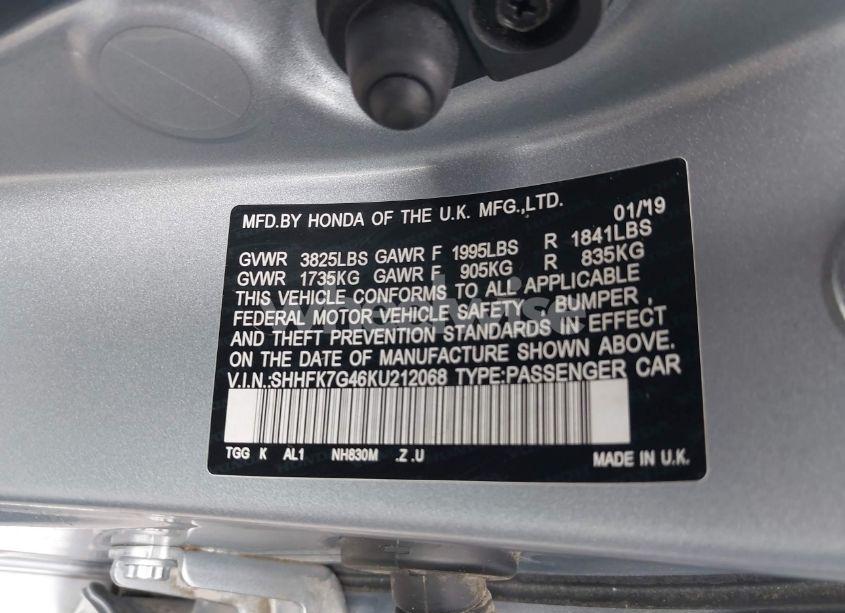 MFD.BY HONDA OF THE U.K. MFG.,LTD. 01/19
GVWR 3825LBS GAWR F 1995LBS R 1841LBS
GVWR 1735KG GAWR F 905KG R 835KG
THIS VEHICLE CONFORMS TO ALL APPLICABLE
FEDERAL MOTOR VEHICLE SAFETY, BUMPER,
AND THEFT PREVENTION STANDARDS IN EFFECT
ON THE DATE OF MANUFACTURE SHOWN ABOVE.
V.I.N.:SHHFK7G46KU212068 TYPE:PASSENGER CAR
TGG K AL1 NH830M .Z .U MADE IN U.K.